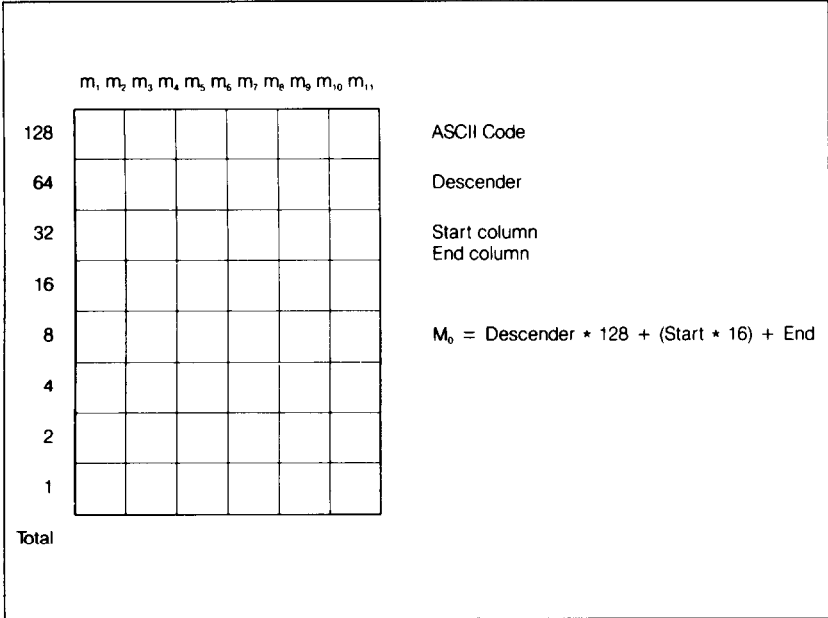 m₁ m₂ m₃ m₄ m₅ m₆ m₇ m₈ m₉ m₁₀ m₁₁
128 ASCII Code
64 Descender
32 Start column
End column
16
8 M₀ = Descender * 128 + (Start * 16) + End
4
2
1
Total